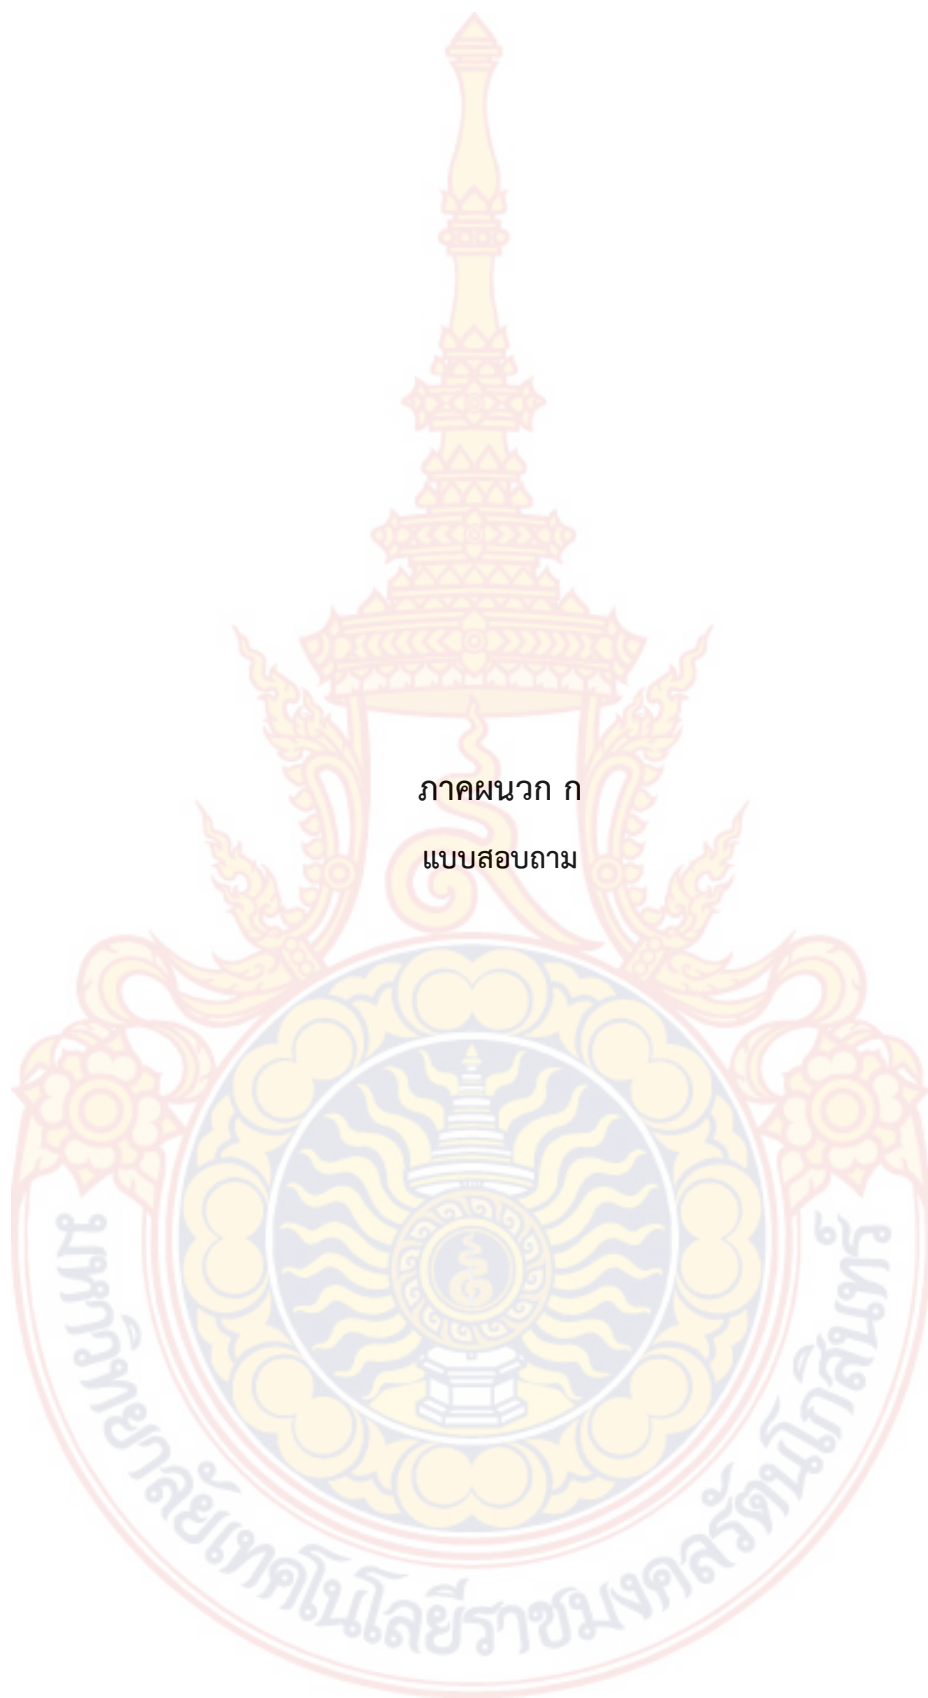 ภาคผนวก ก
แบบสอบถาม
มหาวิทยาลัยเทคโนโลยีราชมงคลรัตนโกสินทร์